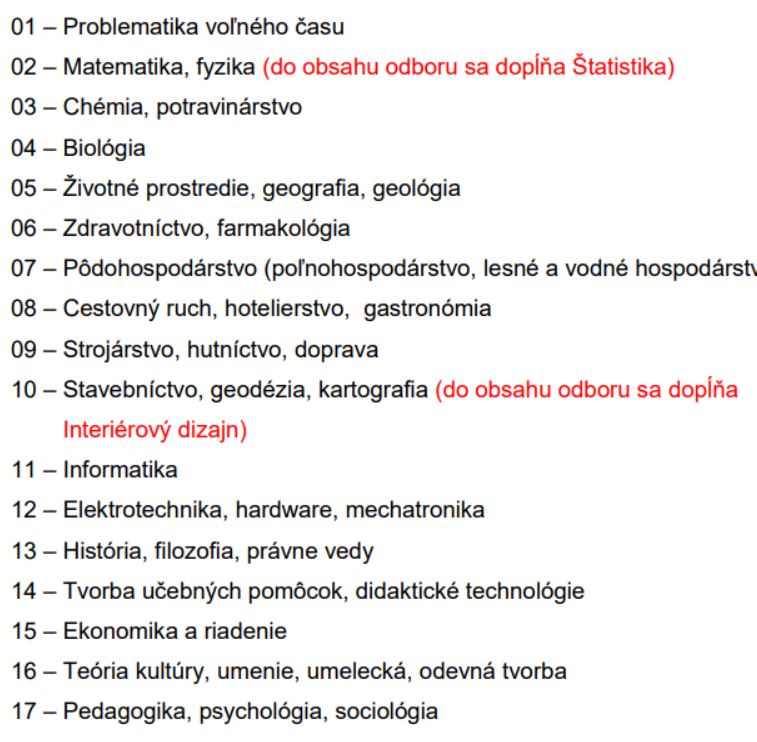 01 – Problematika voľného času
02 – Matematika, fyzika (do obsahu odboru sa dopĺňa Štatistika)
03 – Chémia, potravinárstvo
04 – Biológia
05 – Životné prostredie, geografia, geológia
06 – Zdravotníctvo, farmakológia
07 – Pôdohospodárstvo (poľnohospodárstvo, lesné a vodné hospodárstv
08 – Cestovný ruch, hotelierstvo, gastronómia
09 – Strojárstvo, hutníctvo, doprava
10 – Stavebníctvo, geodézia, kartografia (do obsahu odboru sa dopĺňa
Interiérový dizajn)
11 – Informatika
12 – Elektrotechnika, hardware, mechatronika
13 – História, filozofia, právne vedy
14 – Tvorba učebných pomôcok, didaktické technológie
15 – Ekonomika a riadenie
16 – Teória kultúry, umenie, umelecká, odevná tvorba
17 – Pedagogika, psychológia, sociológia